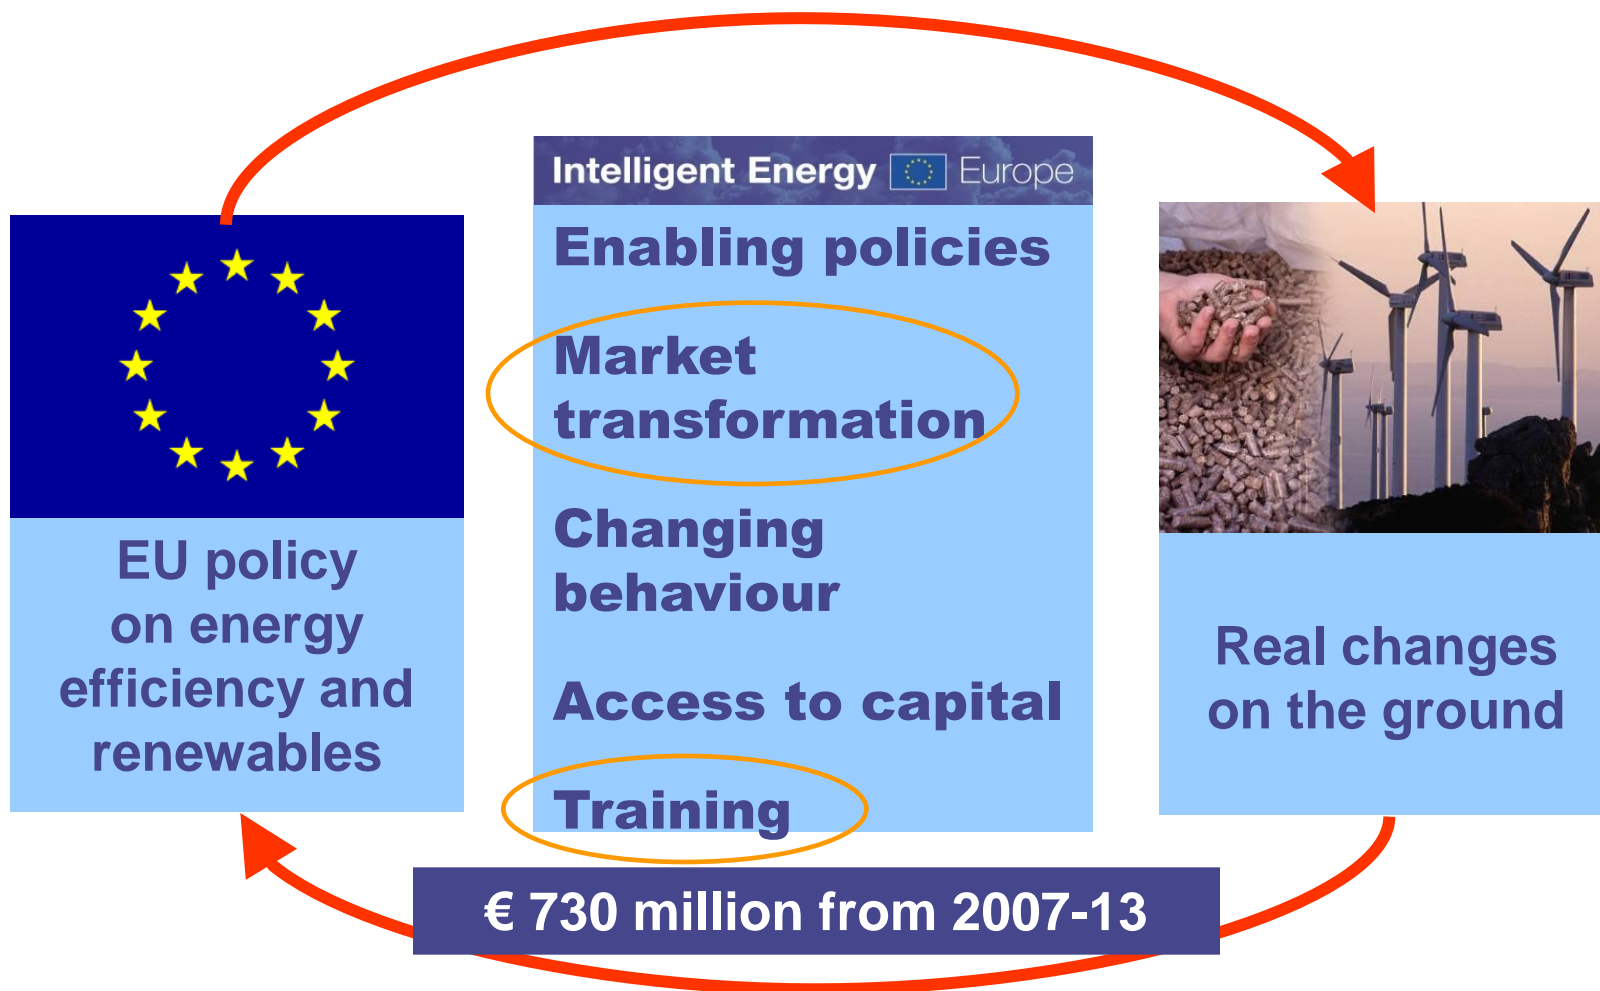 Intelligent Energy Europe
Enabling policies
Market
transformation
Changing
behaviour
Access to capital
Training
EU policy
on energy
efficiency and
renewables
Real changes
on the ground
€ 730 million from 2007-13